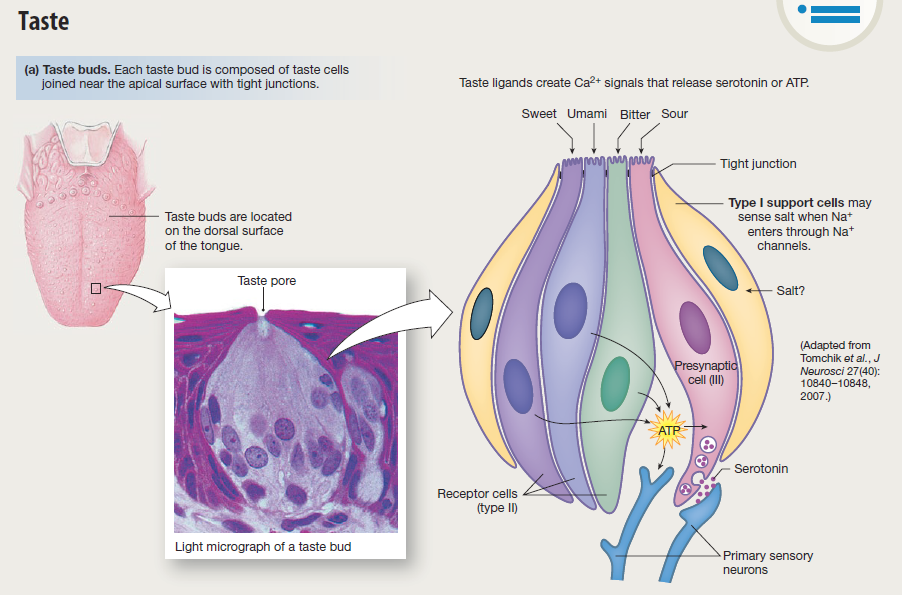 Taste
(a) Taste buds. Each taste bud is composed of taste cells
joined near the apical surface with tight junctions.
Taste buds are located
on the dorsal surface
of the tongue.
Taste pore
Light micrograph of a taste bud
Taste ligands create Ca2+ signals that release serotonin or ATP.
Sweet Umami Bitter Sour
Tight junction
Type I support cells may
sense salt when Na+
enters through Na+
channels.
Salt?
(Adapted from
Tomchik et al., J
Neurosci 27(40):
10840–10848,
2007.)
Presynaptic
cell (III)
ATP
Serotonin
Receptor cells
(type II)
Primary sensory
neurons